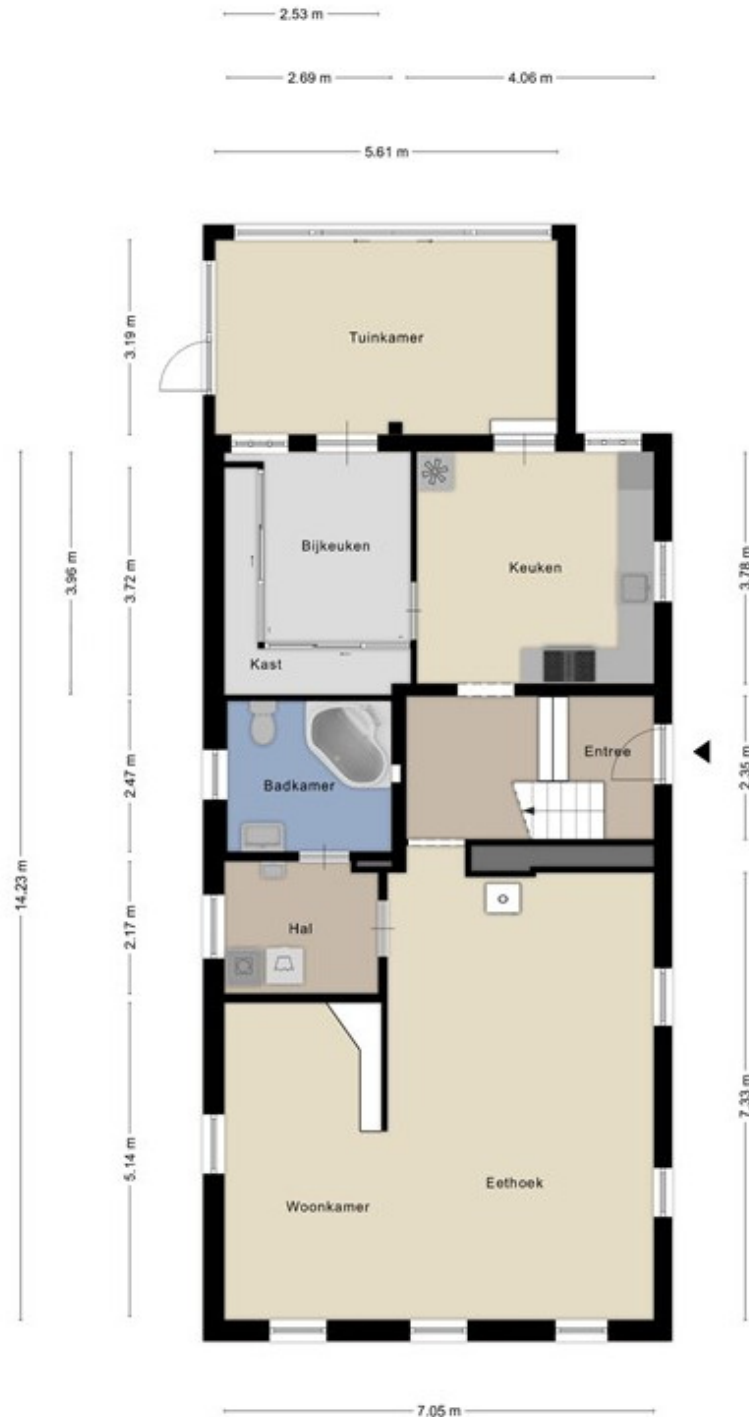 2.53 m
2.69 m
4.06 m
5.61 m
3.19 m
Tuinkamer
3.96 m
3.72 m
Bijkeuken
Keuken
3.78 m
Kast
Entree
2.35 m
2.47 m
Badkamer
14.23 m
2.17 m
Hal
7.33 m
5.14 m
Eethoek
Woonkamer
7.05 m